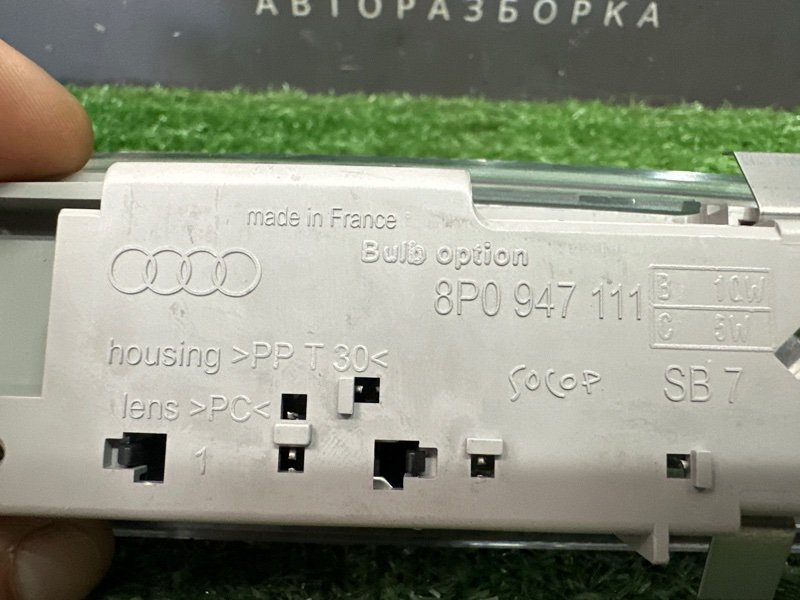 АВТОРАЗБОРКА
made in France
Bulb option
8P0 947 111
B 10W
C 5W
housing >PP T 30<
SOCOP
SB 7
lens >PC<
1